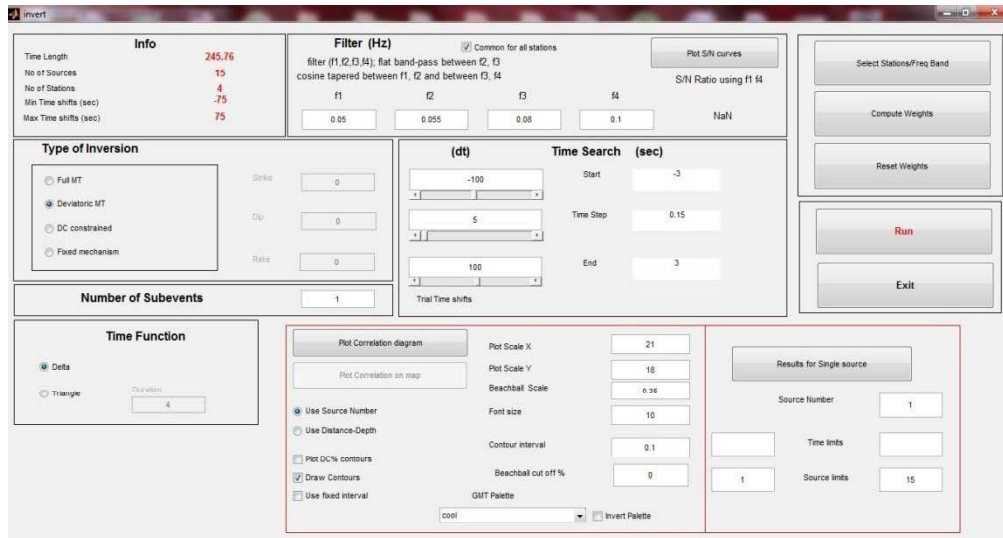 invert
Info
Time Length 245.76
No of Sources 15
No of Stations 4
Min Time shifts (sec) -75
Max Time shifts (sec) 75
Filter (Hz)
Common for all stations
filter (f1,f2,f3,f4); flat band-pass between f2, f3
cosine tapered between f1, f2 and between f3, f4
f1 f2 f3 f4
0.05 0.055 0.08 0.1
Plot S/N curves
S/N Ratio using f1 f4
NaN
Select Stations/Freq Band
Compute Weights
Reset Weights
Type of Inversion
Full MT
Deviatoric MT
DC constrained
Fixed mechanism
Strike 0
Dip 0
Rake 0
(dt) Time Search (sec)
-100 Start -3
5 Time Step 0.15
100 End 3
Trial Time shifts
Run
Exit
Number of Subevents 1
Time Function
Delta
Triangle
Duration
4
Plot Correlation diagram
Plot Correlation on map
Use Source Number
Use Distance-Depth
Plot DC% contours
Draw Contours
Use fixed interval
Plot Scale X 21
Plot Scale Y 18
Beachball Scale 0.36
Font size 10
Contour interval 0.1
Beachball cut off % 0
GMT Palette
cool
Invert Palette
Results for Single source
Source Number 1
Time limits
1 Source limits 15